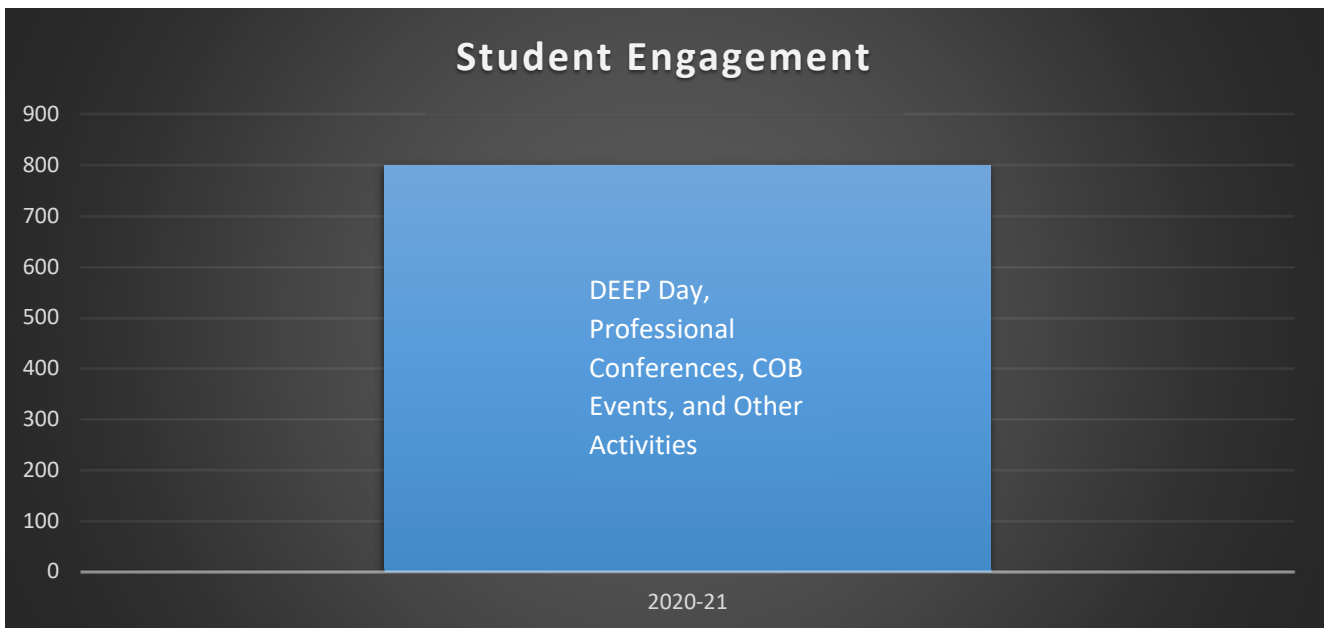 Student Engagement
900
800
700
600
500
400
300
200
100
0
DEEP Day,
Professional
Conferences, COB
Events, and Other
Activities
2020-21